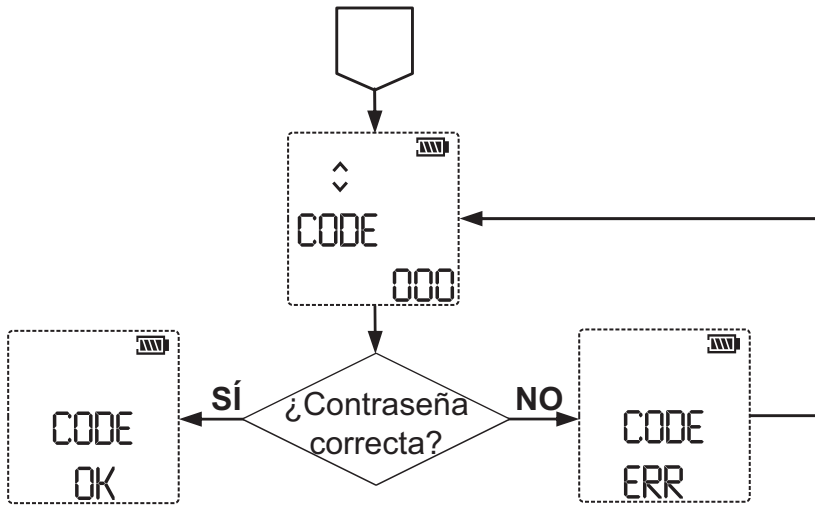 CODE
000
SÍ
¿Contraseña
correcta?
NO
CODE
OK
CODE
ERR